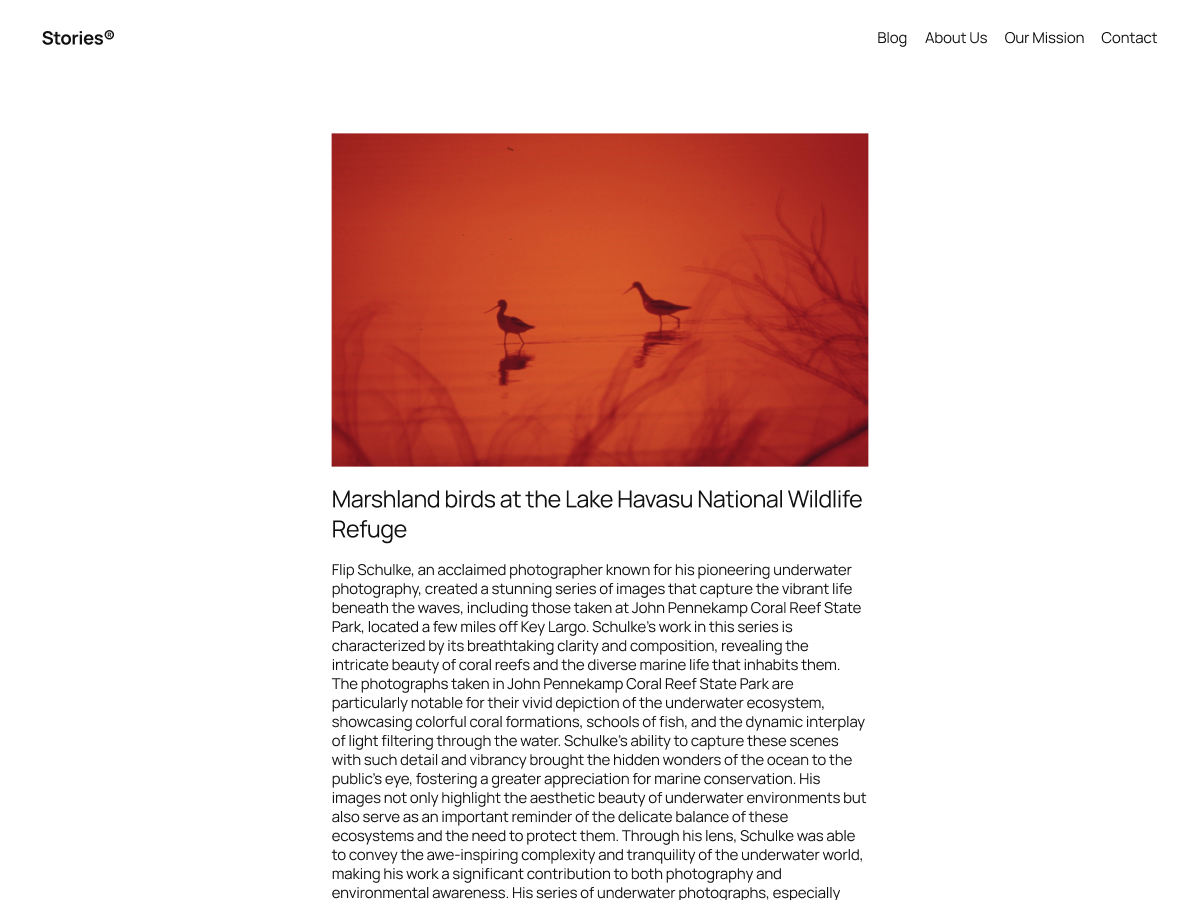 Stories®
Blog About Us Our Mission Contact
Marshland birds at the Lake Havasu National Wildlife
Refuge
Flip Schulke, an acclaimed photographer known for his pioneering underwater
photography, created a stunning series of images that capture the vibrant life
beneath the waves, including those taken at John Pennekamp Coral Reef State
Park, located a few miles off Key Largo. Schulke's work in this series is
characterized by its breathtaking clarity and composition, revealing the
intricate beauty of coral reefs and the diverse marine life that inhabits them.
The photographs taken in John Pennekamp Coral Reef State Park are
particularly notable for their vivid depiction of the underwater ecosystem,
showcasing colorful coral formations, schools of fish, and the dynamic interplay
of light filtering through the water. Schulke's ability to capture these scenes
with such detail and vibrancy brought the hidden wonders of the ocean to the
public's eye, fostering a greater appreciation for marine conservation. His
images not only highlight the aesthetic beauty of underwater environments but
also serve as an important reminder of the delicate balance of these
ecosystems and the need to protect them. Through his lens, Schulke was able
to convey the awe-inspiring complexity and tranquility of the underwater world,
making his work a significant contribution to both photography and
environmental awareness. His series of underwater photographs, especially